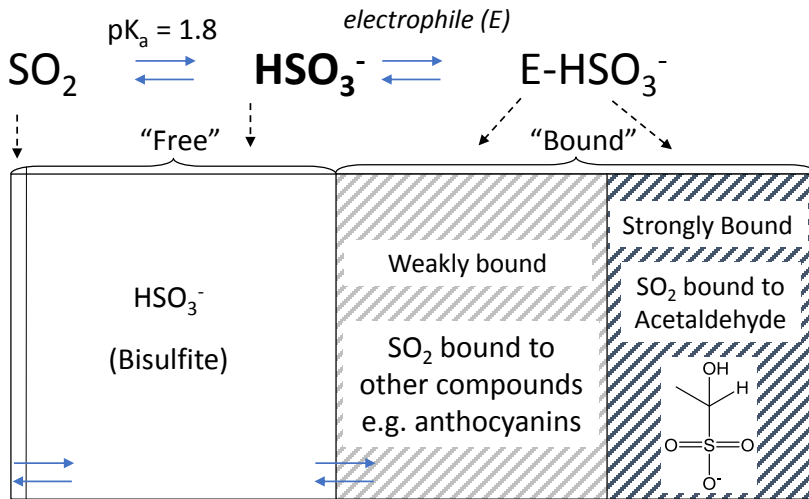 pKₐ = 1.8
electrophile (E)
SO₂
HSO₃⁻
E-HSO₃⁻
“Free”
“Bound”
HSO₃⁻
(Bisulfite)
Weakly bound
SO₂ bound to
other compounds
e.g. anthocyanins
Strongly Bound
SO₂ bound to
Acetaldehyde
OH
H
O=S=O
O⁻